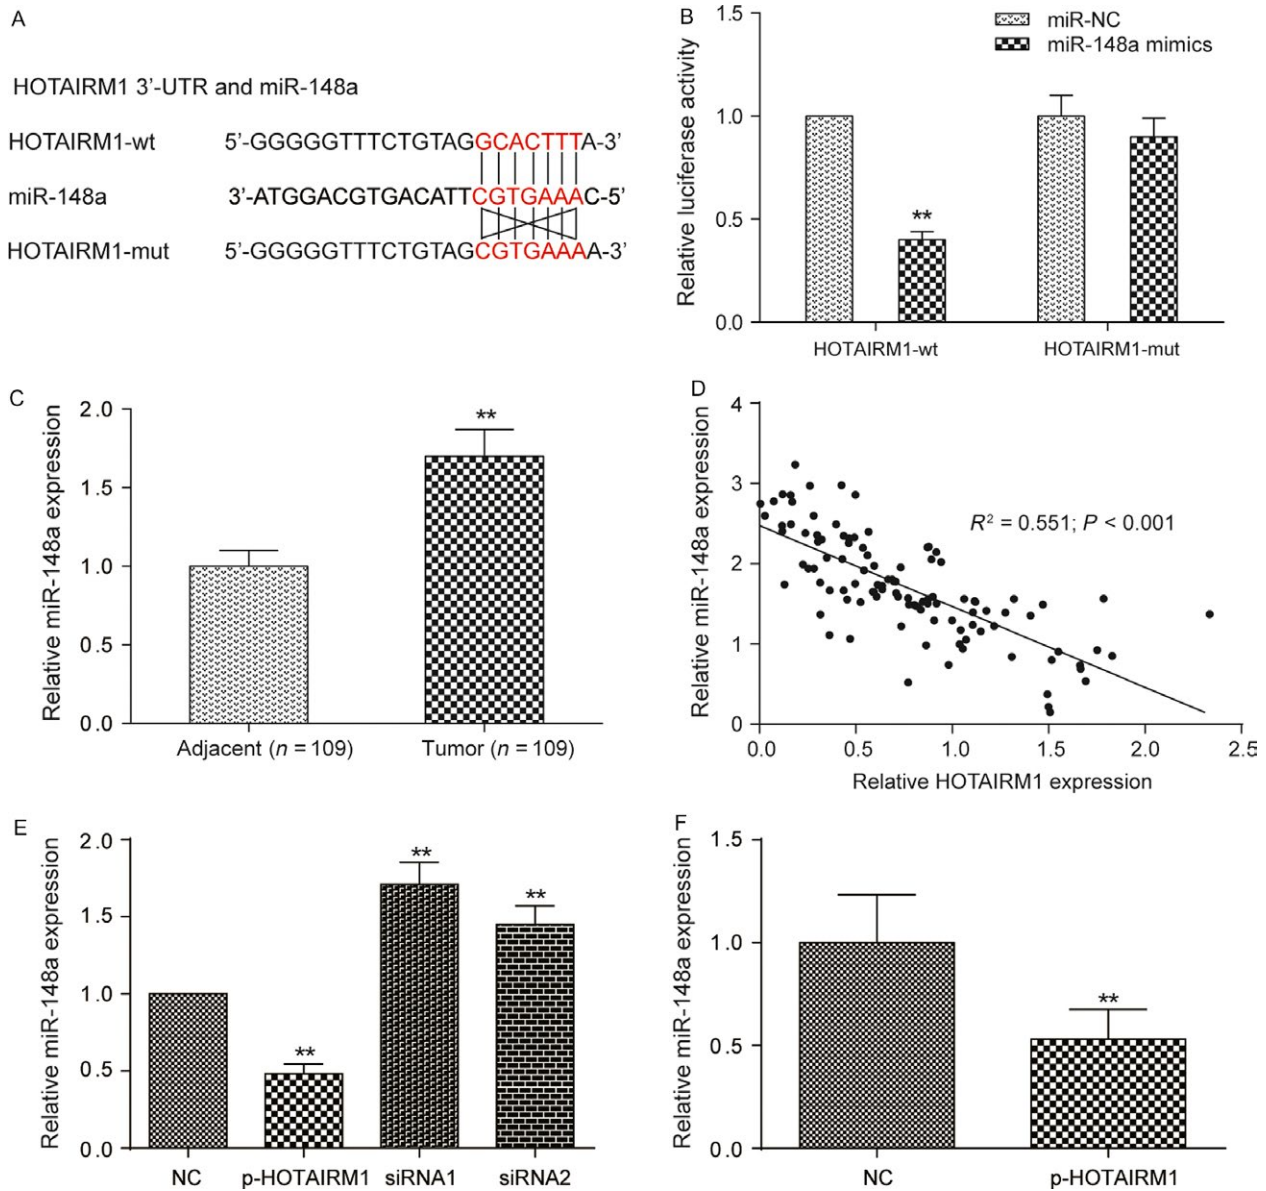 A
HOTAIRM1 3’-UTR and miR-148a
HOTAIRM1-wt 5’-GGGGGTTTCTGTAGGCACTTTA-3’
miR-148a 3’-ATGGACGTGACATTCGTGAAAC-5’
HOTAIRM1-mut 5’-GGGGGTTTCTGTAGCGTGAAAA-3’
B
miR-NC
miR-148a mimics
Relative luciferase activity
1.5
1.0
0.5
0.0
**
HOTAIRM1-wt HOTAIRM1-mut
C
Relative miR-148a expression
2.0
1.5
1.0
0.5
0.0
**
Adjacent (n = 109) Tumor (n = 109)
D
Relative miR-148a expression
4
3
2
1
0
R² = 0.551; P < 0.001
0.0 0.5 1.0 1.5 2.0 2.5
Relative HOTAIRM1 expression
E
Relative miR-148a expression
2.0
1.5
1.0
0.5
0.0
** ** **
NC p-HOTAIRM1 siRNA1 siRNA2
F
Relative miR-148a expression
1.5
1.0
0.5
0.0
**
NC p-HOTAIRM1